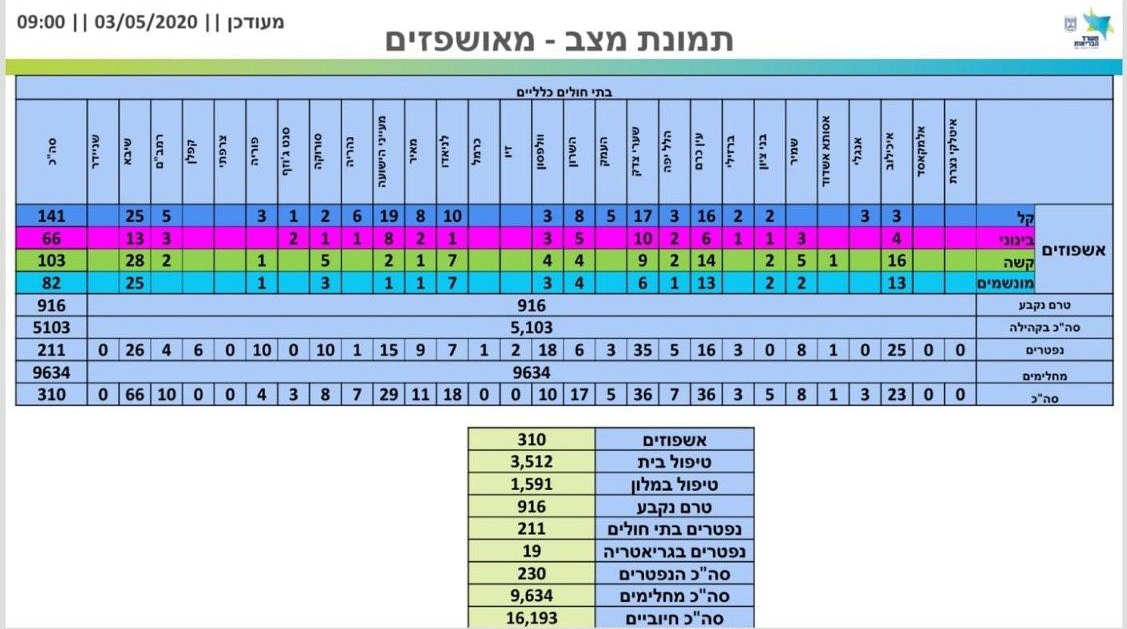 מעודכן || 03/05/2020 || 09:00
תמונת מצב - מאושפזים
משרד הבריאות
בתי חולים כלליים
איטלקי נצרת אלמקאסד איכילוב אנגלי אסותא אשדוד שמיר בני ציון ברזילי עין כרם הלל יפה שערי צדק העמק השרון וולפסון זיו כרמל לניאדו מאיר מעייני הישועה נהריה סורוקה סנט ג'וזף פוריה צרפתי קפלן רמב"ם שיבא שניידר סה"כ
אשפוזים
קל 3 3 2 2 16 3 17 5 8 3 10 8 19 6 2 1 3 5 25 141
בינוני 4 3 1 1 6 2 10 5 3 1 2 8 1 1 2 3 13 66
קשה 16 1 5 2 14 2 9 4 4 7 1 2 5 1 2 28 103
מונשמים 13 2 2 13 1 6 4 3 7 1 1 3 1 25 82
טרם נקבע 916 916
סה"כ בקהילה 5,103 5103
נפטרים 0 0 25 0 1 8 0 3 16 5 35 3 6 18 2 1 7 9 15 1 10 0 10 0 6 4 26 0 211
מחלימים 9634 9634
סה"כ 0 0 23 3 1 8 5 3 36 7 36 5 17 10 0 0 18 11 29 7 8 3 4 0 0 10 66 0 310
אשפוזים 310
טיפול בית 3,512
טיפול במלון 1,591
טרם נקבע 916
נפטרים בתי חולים 211
נפטרים בגריאטריה 19
סה"כ הנפטרים 230
סה"כ מחלימים 9,634
סה"כ חיוביים 16,193